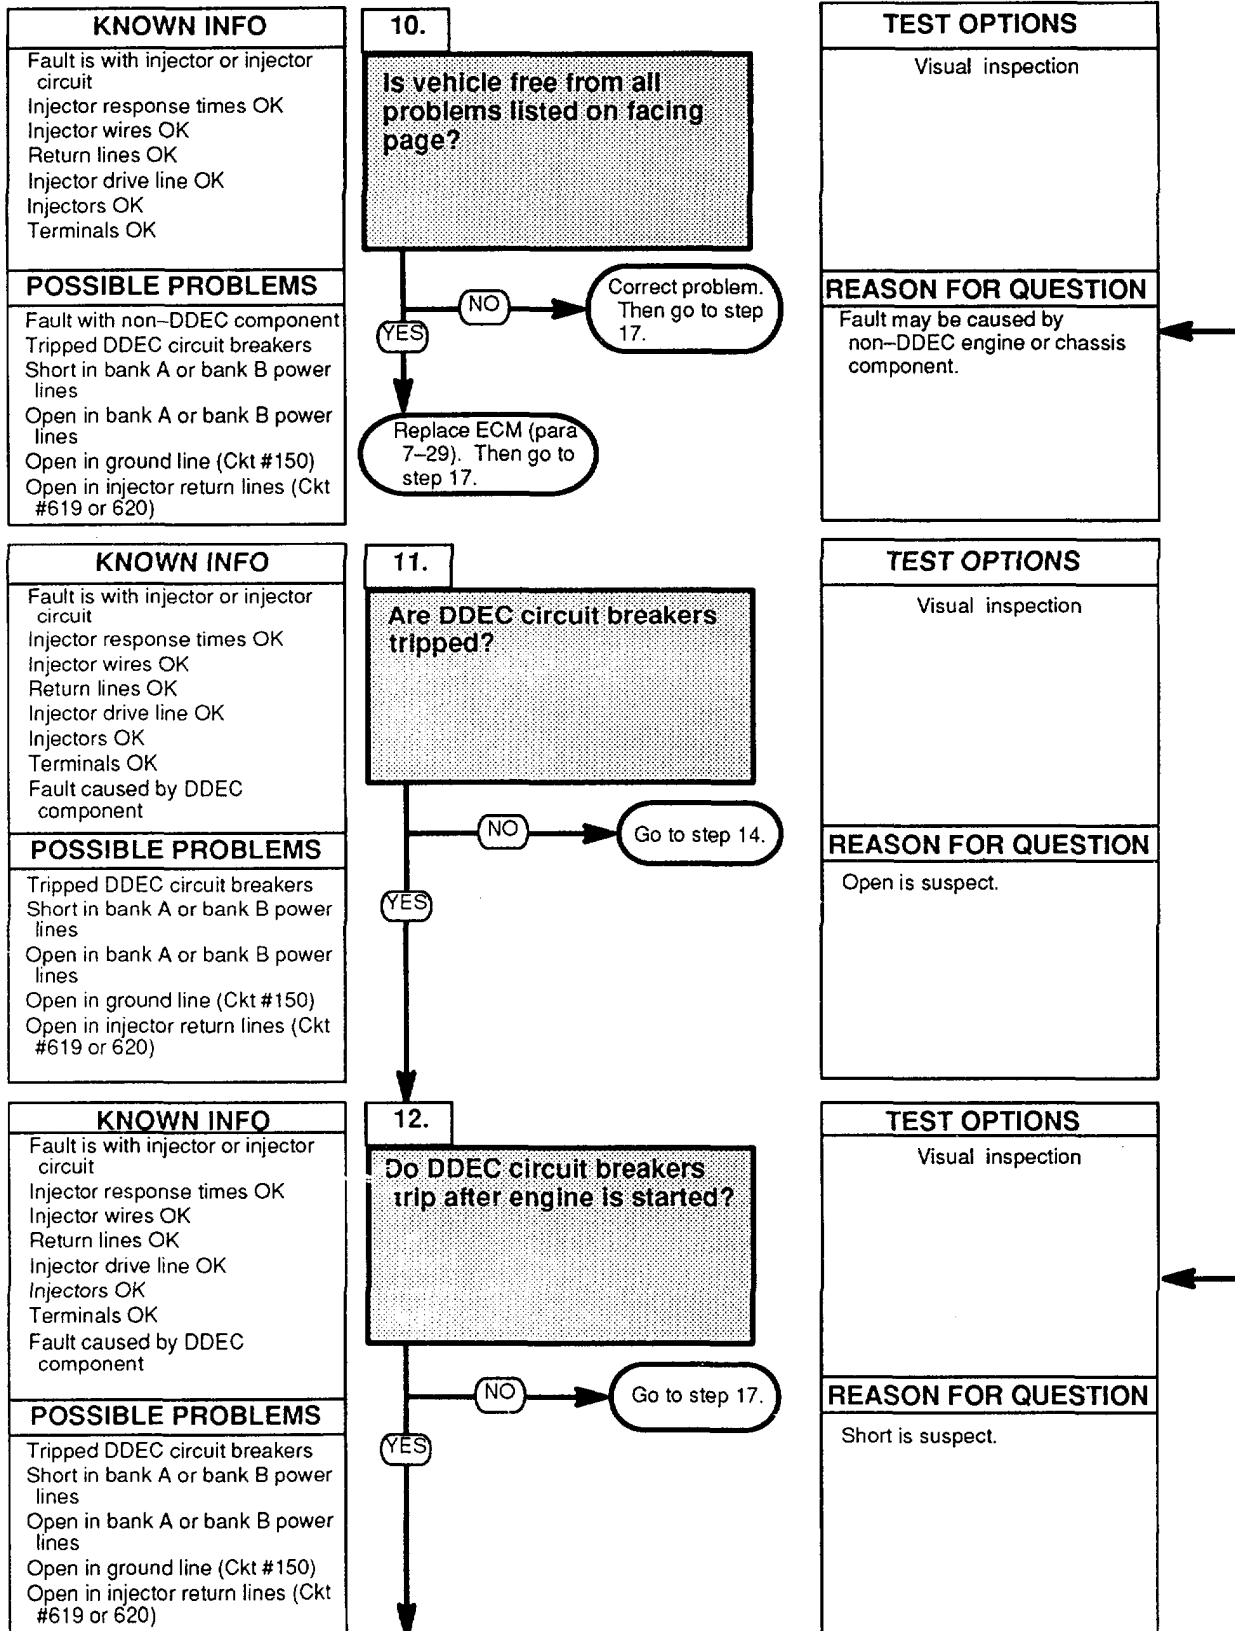 KNOWN INFO
Fault is with injector or injector
circuit
Injector response times OK
Injector wires OK
Return lines OK
Injector drive line OK
Injectors OK
Terminals OK
POSSIBLE PROBLEMS
Fault with non–DDEC component
Tripped DDEC circuit breakers
Short in bank A or bank B power
lines
Open in bank A or bank B power
lines
Open in ground line (Ckt #150)
Open in injector return lines (Ckt
#619 or 620)
10.
Is vehicle free from all
problems listed on facing
page?
NO
Correct problem.
Then go to step
17.
YES
Replace ECM (para
7–29). Then go to
step 17.
TEST OPTIONS
Visual inspection
REASON FOR QUESTION
Fault may be caused by
non–DDEC engine or chassis
component.
KNOWN INFO
Fault is with injector or injector
circuit
Injector response times OK
Injector wires OK
Return lines OK
Injector drive line OK
Injectors OK
Terminals OK
Fault caused by DDEC
component
POSSIBLE PROBLEMS
Tripped DDEC circuit breakers
Short in bank A or bank B power
lines
Open in bank A or bank B power
lines
Open in ground line (Ckt #150)
Open in injector return lines (Ckt
#619 or 620)
11.
Are DDEC circuit breakers
tripped?
NO
Go to step 14.
YES
TEST OPTIONS
Visual inspection
REASON FOR QUESTION
Open is suspect.
KNOWN INFO
Fault is with injector or injector
circuit
Injector response times OK
Injector wires OK
Return lines OK
Injector drive line OK
Injectors OK
Terminals OK
Fault caused by DDEC
component
POSSIBLE PROBLEMS
Tripped DDEC circuit breakers
Short in bank A or bank B power
lines
Open in bank A or bank B power
lines
Open in ground line (Ckt #150)
Open in injector return lines (Ckt
#619 or 620)
12.
Do DDEC circuit breakers
trip after engine is started?
NO
Go to step 17.
YES
TEST OPTIONS
Visual inspection
REASON FOR QUESTION
Short is suspect.